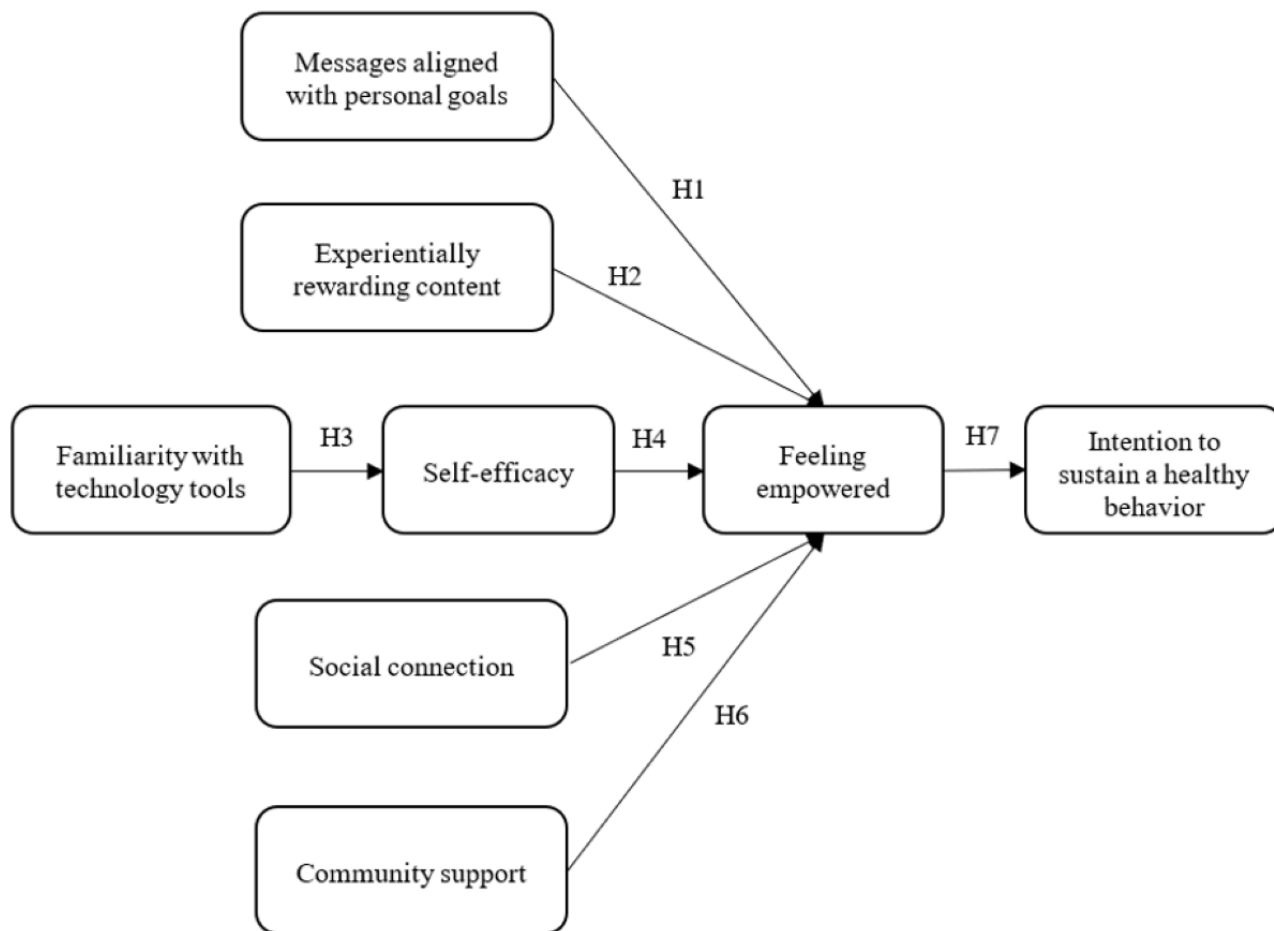 Messages aligned
with personal goals
H1
Experientially
rewarding content
H2
Familiarity with
technology tools
H3
Self-efficacy
H4
Feeling
empowered
H7
Intention to
sustain a healthy
behavior
Social connection
H5
H6
Community support